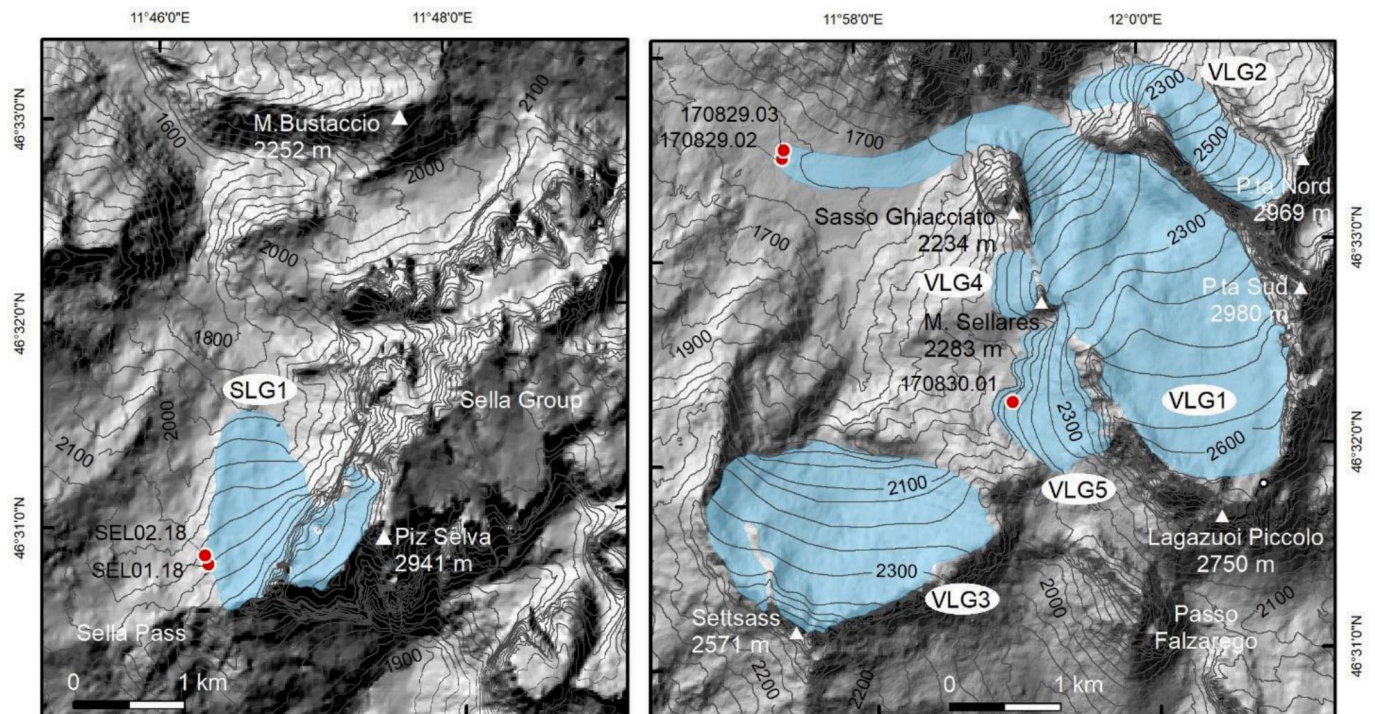 11°46'0"E
11°48'0"E
46°33'0"N
46°32'0"N
46°31'0"N
M.Bustaccio
2252 m
1600
2100
2000
2000
1800
2000
2100
SLG1
Sella Group
SEL02.18
SEL01.18
Piz Selva
2941 m
Sella Pass
1900
0
1 km
11°58'0"E
12°0'0"E
46°33'0"N
46°32'0"N
46°31'0"N
VLG2
2300
2500
170829.03
170829.02
1700
P.ta Nord
2969 m
Sasso Ghiacciato
2234 m
1700
2300
VLG4
P.ta Sud
2980 m
M. Sellares
2283 m
1900
170830.01
2300
VLG1
2600
VLG5
2100
Lagazuoi Piccolo
2750 m
2300
VLG3
2000
2100
Settsass
2571 m
Passo
Falzarego
2200
2200
0
1 km